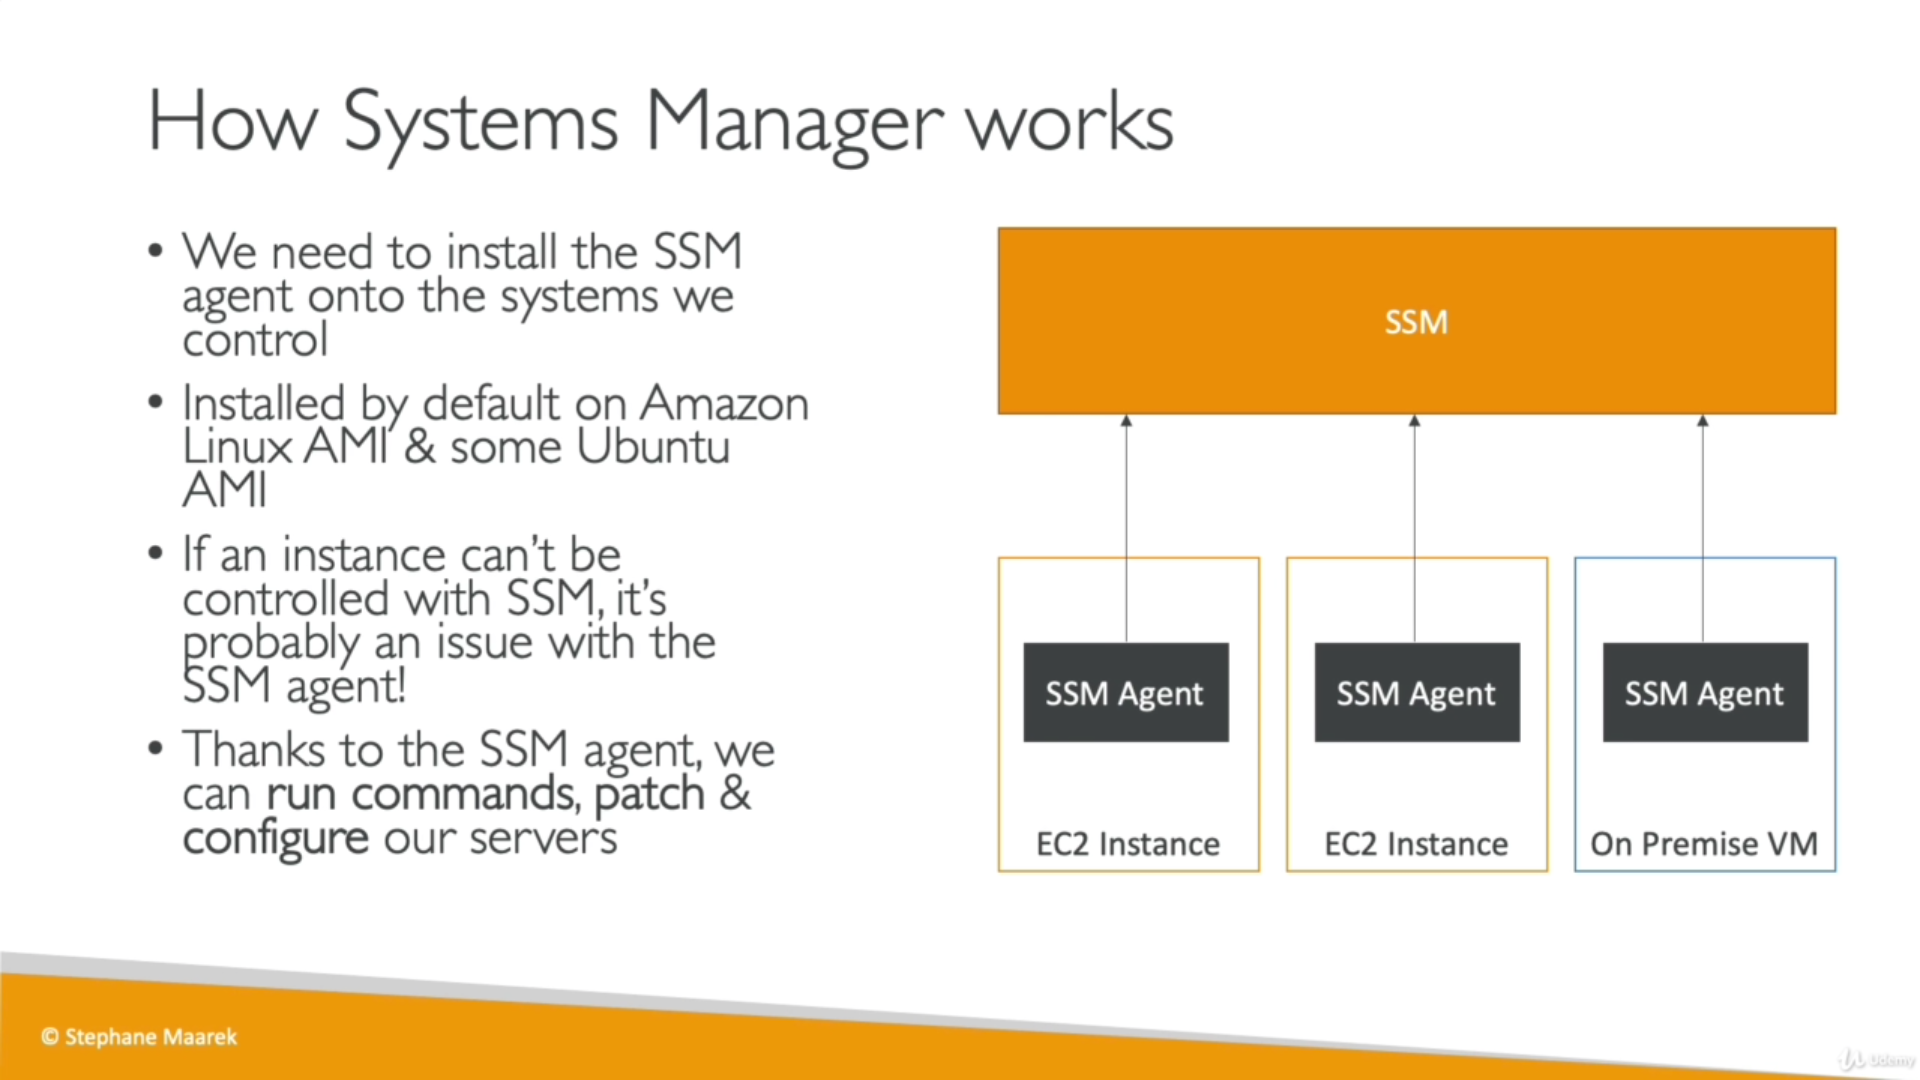 How Systems Manager works
• We need to install the SSM
agent onto the systems we
control
• Installed by default on Amazon
Linux AMI & some Ubuntu
AMI
• If an instance can't be
controlled with SSM, it's
probably an issue with the
SSM agent!
• Thanks to the SSM agent, we
can run commands, patch &
configure our servers
SSM
SSM Agent
SSM Agent
SSM Agent
EC2 Instance
EC2 Instance
On Premise VM
© Stephane Maarek
Udemy